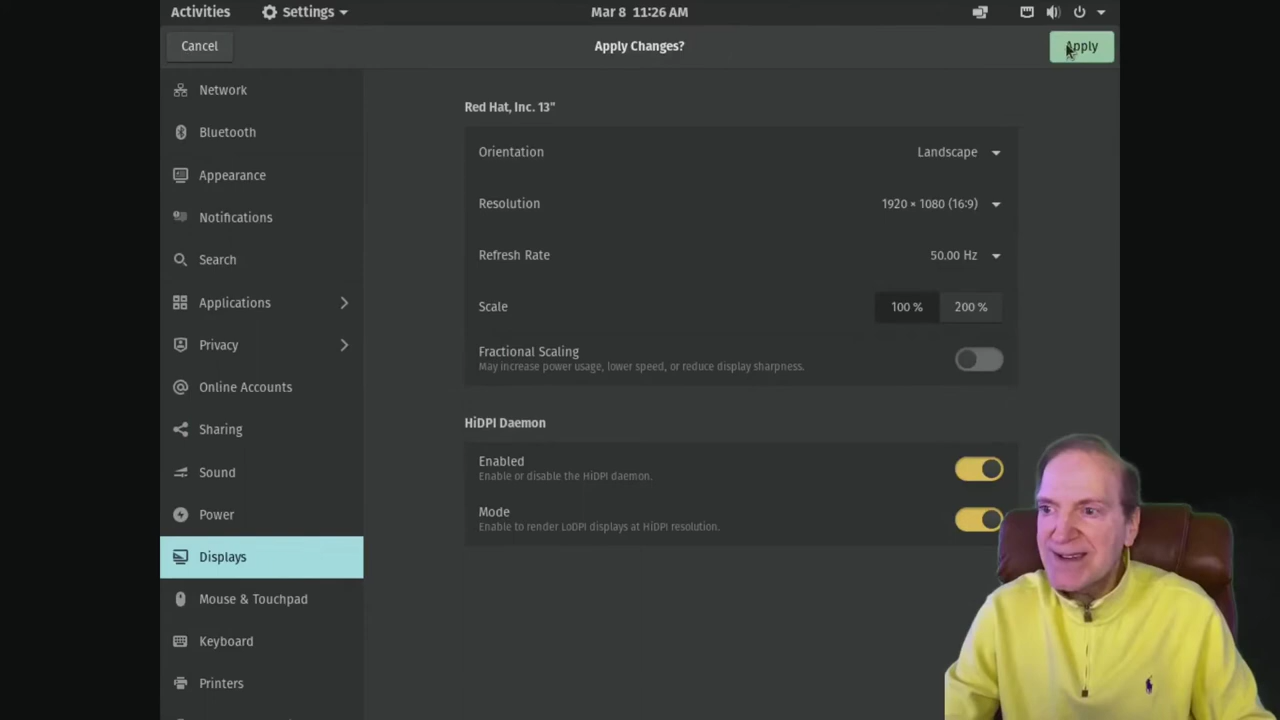 Activities Settings Mar 8 11:26 AM
Cancel Apply Changes? Apply
Network
Bluetooth
Appearance
Notifications
Search
Applications
Privacy
Online Accounts
Sharing
Sound
Power
Displays
Mouse & Touchpad
Keyboard
Printers
Red Hat, Inc. 13"
Orientation Landscape
Resolution 1920 × 1080 (16:9)
Refresh Rate 50.00 Hz
Scale 100 % 200 %
Fractional Scaling
May increase power usage, lower speed, or reduce display sharpness.
HiDPI Daemon
Enabled
Enable or disable the HiDPI daemon.
Mode
Enable to render LoDPI displays at HiDPI resolution.